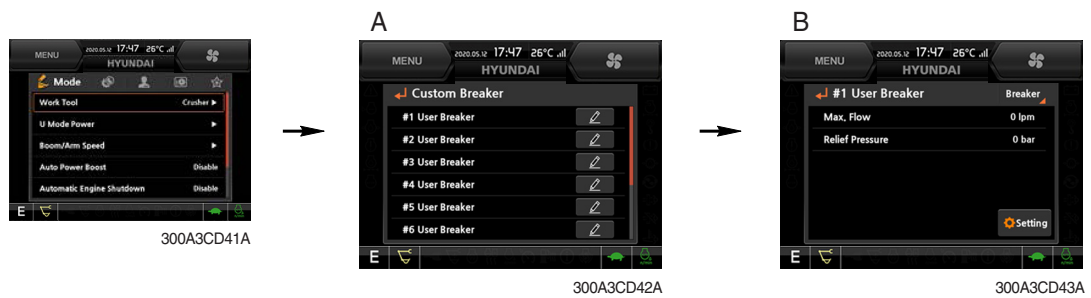 MENU
2020.05.12 17:47 26°C
HYUNDAI
Mode
Work Tool Crusher ▶
U Mode Power ▶
Boom/Arm Speed ▶
Auto Power Boost Disable
Automatic Engine Shutdown Disable
E
300A3CD41A
A
MENU
2020.05.12 17:47 26°C
HYUNDAI
Custom Breaker
#1 User Breaker
#2 User Breaker
#3 User Breaker
#4 User Breaker
#5 User Breaker
#6 User Breaker
E
300A3CD42A
B
MENU
2020.05.12 17:47 26°C
HYUNDAI
#1 User Breaker Breaker
Max. Flow 0 lpm
Relief Pressure 0 bar
Setting
E
300A3CD43A